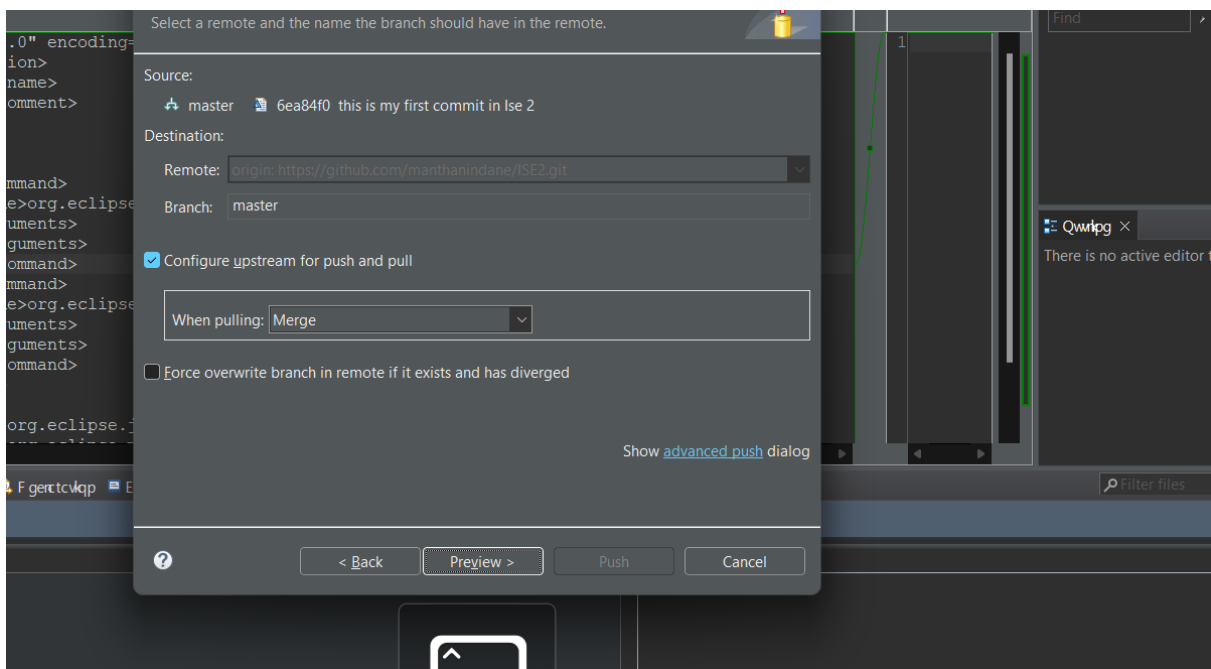 Select a remote and the name the branch should have in the remote.
Find
.0" encoding=
1
ion>
name>
omment>
Source:
master 6ea84f0 this is my first commit in Ise 2
Destination:
Remote: origin: https://github.com/manthanindane/ISE2.git
Branch: master
mmand>
e>org.eclipse
uments>
guments>
ommand>
mmand>
e>org.eclipse
uments>
guments>
ommand>
There is no active editor t
Configure upstream for push and pull
When pulling: Merge
Force overwrite branch in remote if it exists and has diverged
org.eclipse.j
Show advanced push dialog
E
Filter files
? < Back Preview > Push Cancel